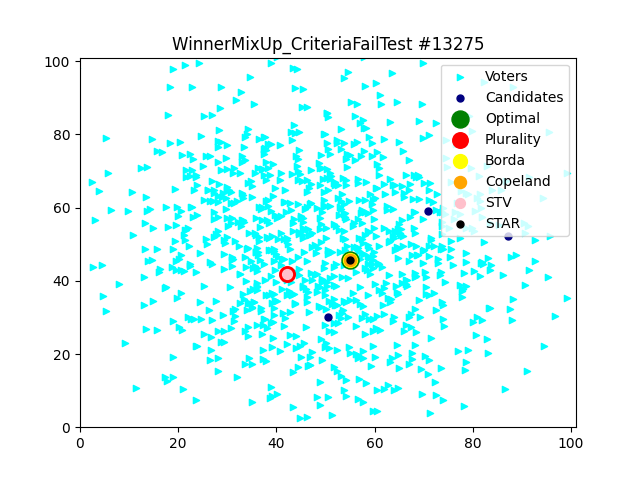 WinnerMixUp_CriteriaFailTest #13275
100
80
60
40
20
0
0
20
40
60
80
100
Voters
Candidates
Optimal
Plurality
Borda
Copeland
STV
STAR